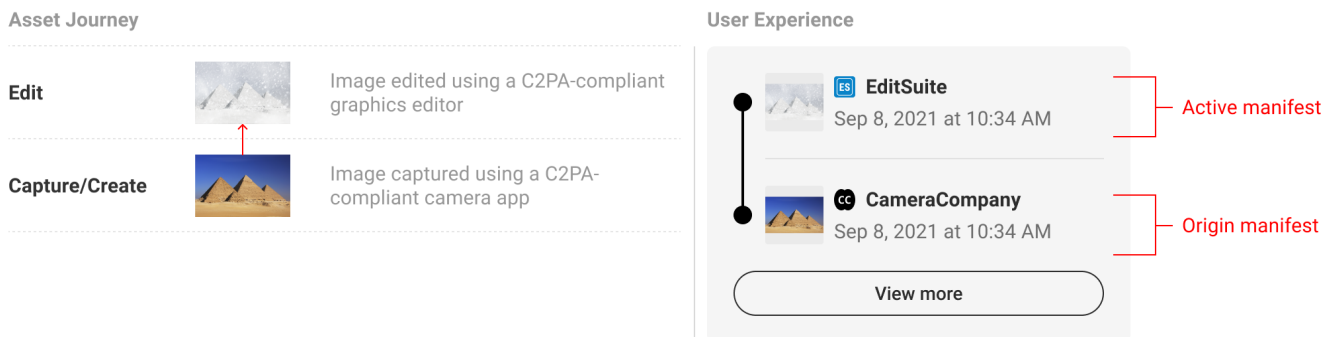 Asset Journey
User Experience
Edit
Image edited using a C2PA-compliant
graphics editor
Capture/Create
Image captured using a C2PA-
compliant camera app
ES EditSuite
Sep 8, 2021 at 10:34 AM
Active manifest
CC CameraCompany
Sep 8, 2021 at 10:34 AM
Origin manifest
View more